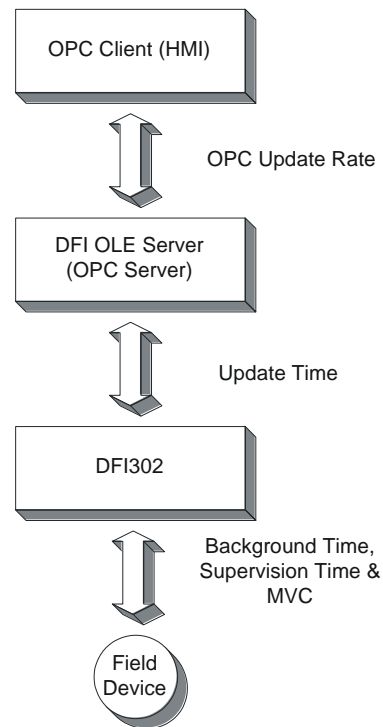 OPC Client (HMI)
OPC Update Rate
DFI OLE Server
(OPC Server)
Update Time
DFI302
Background Time,
Supervision Time &
MVC
Field
Device